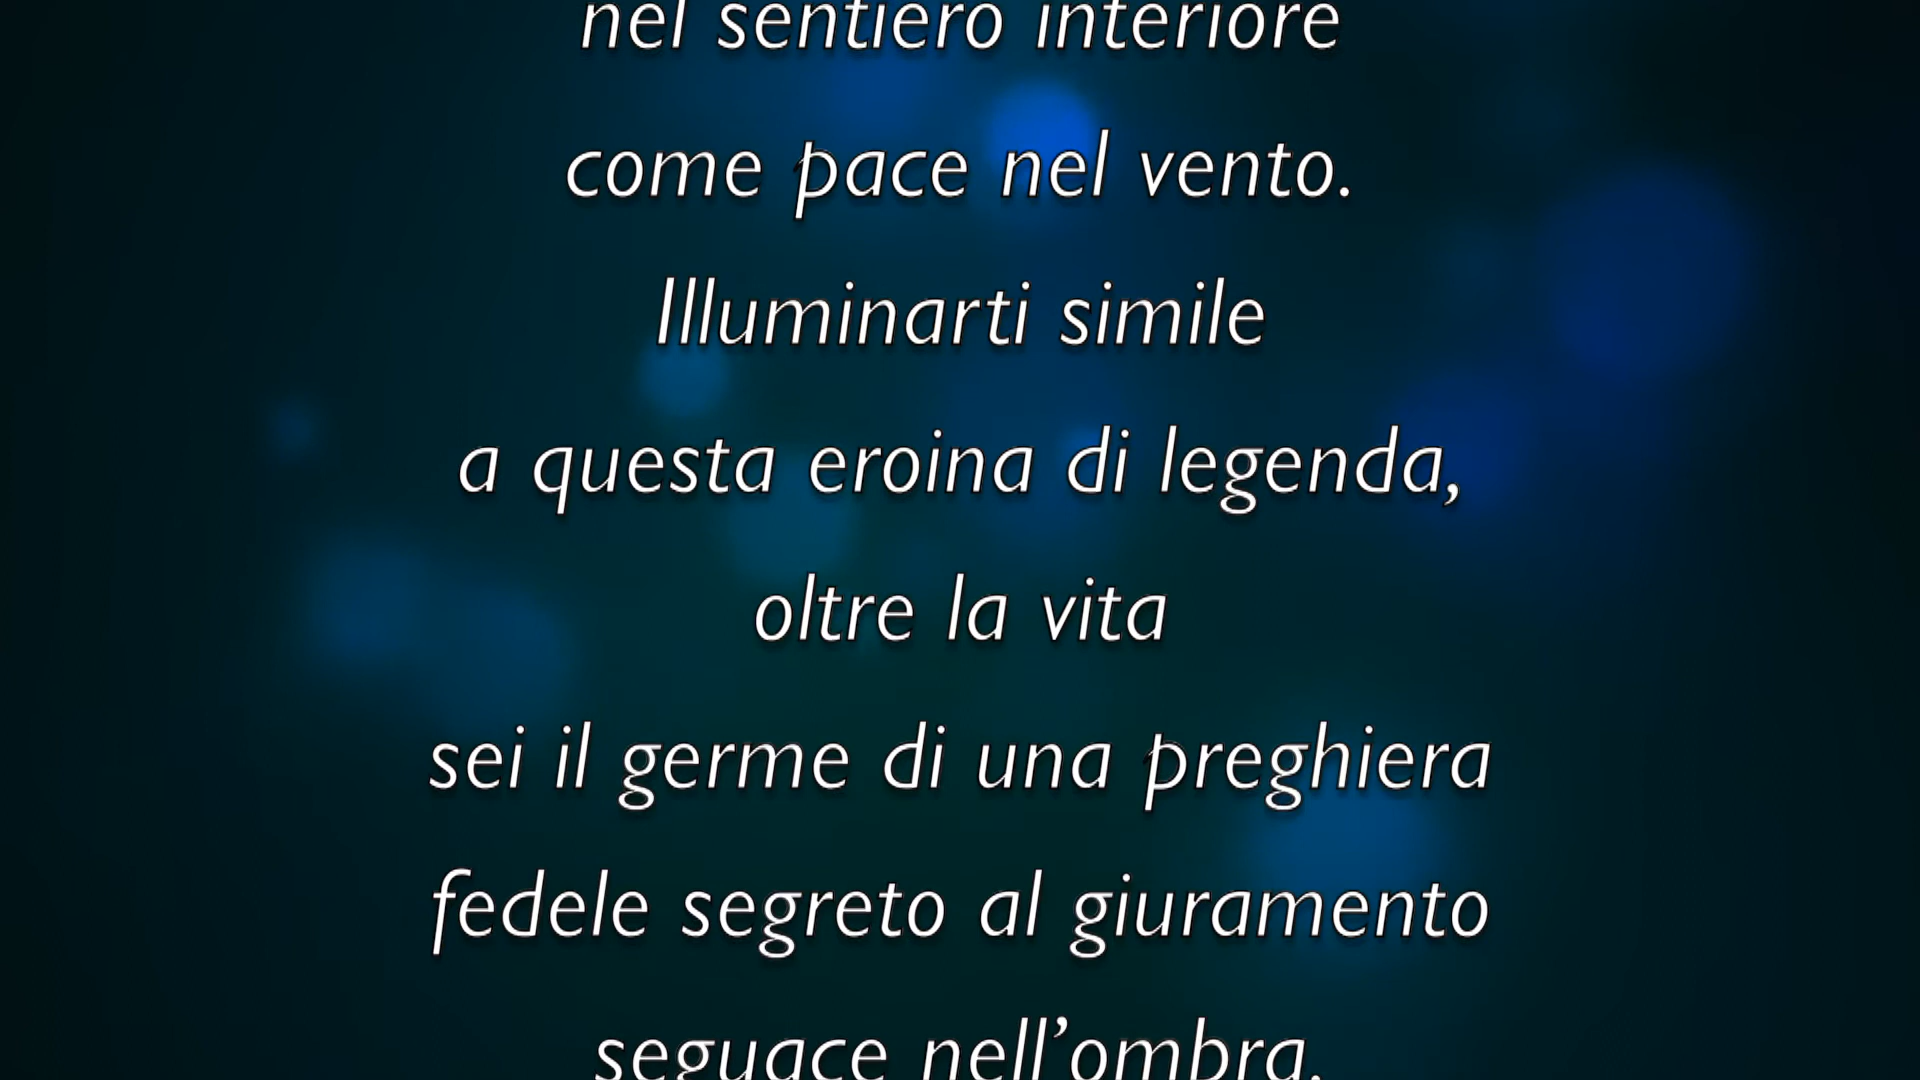 nel sentiero interiore
come pace nel vento.
Illuminarti simile
a questa eroina di legenda,
oltre la vita
sei il germe di una preghiera
fedele segreto al giuramento
seguace nell’ombra.